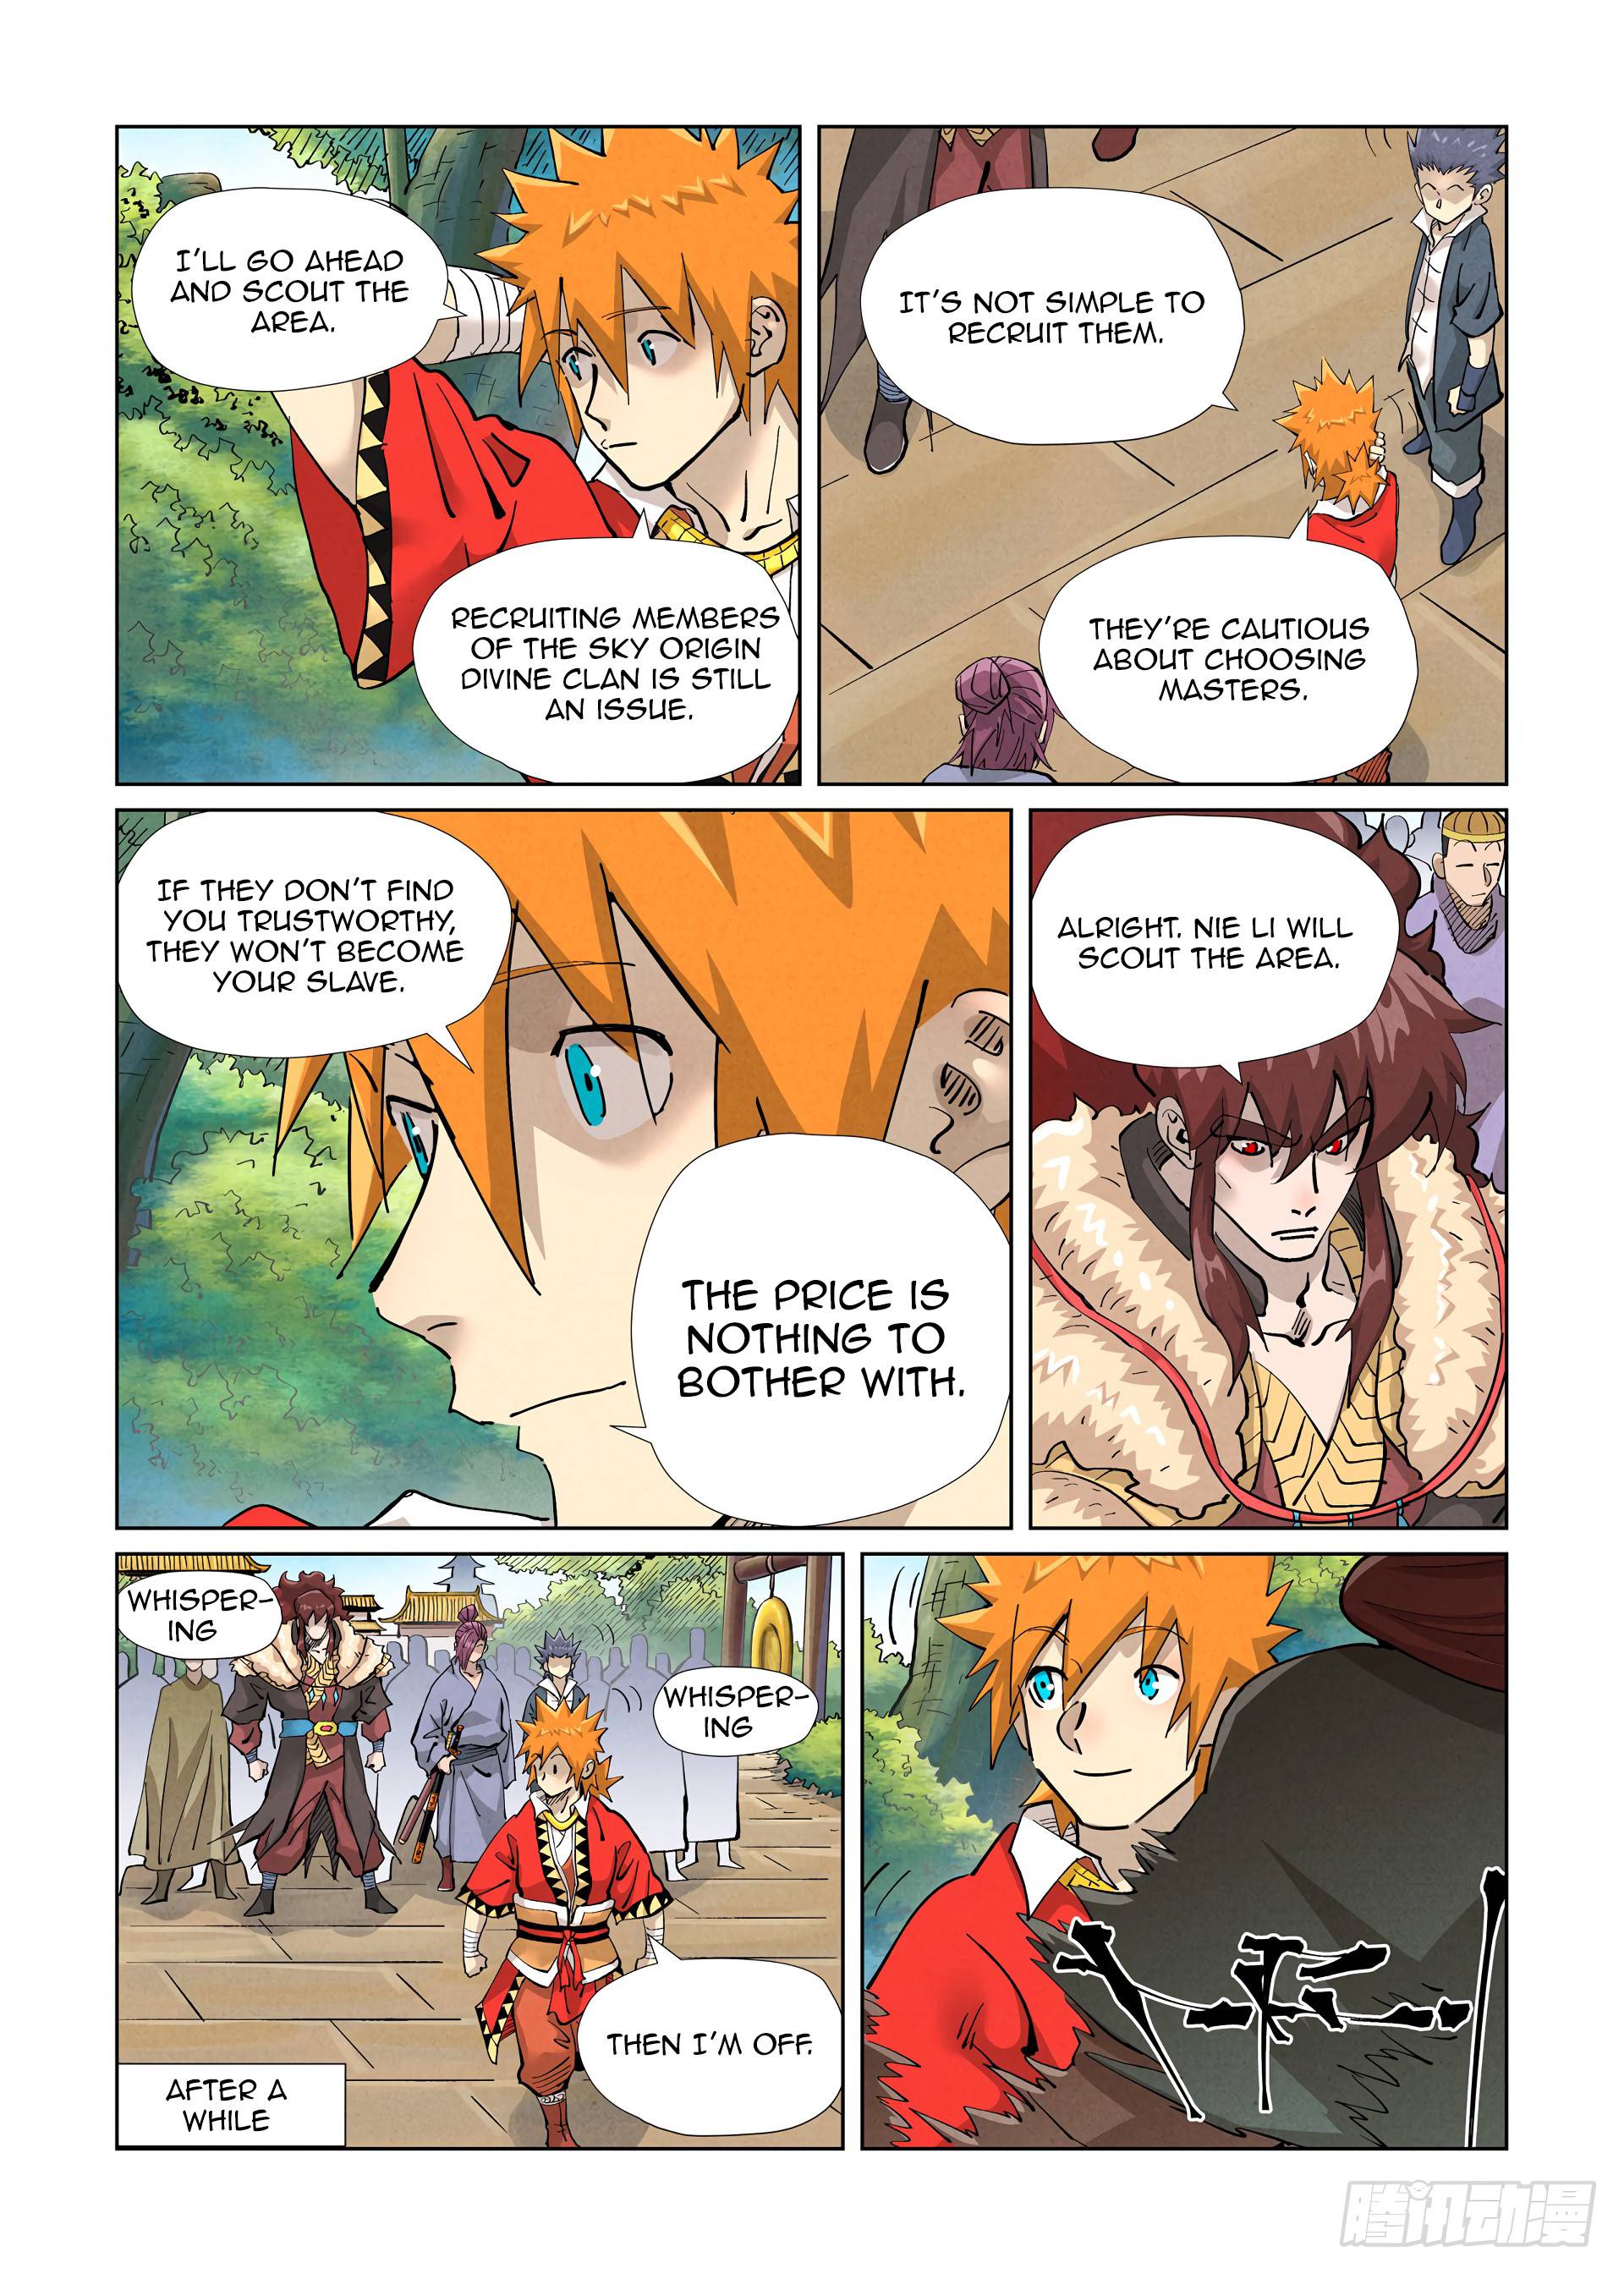 I'LL GO AHEAD
AND SCOUT THE
AREA.
RECRUITING MEMBERS
OF THE SKY ORIGIN
DIVINE CLAN IS STILL
AN ISSUE.
IT'S NOT SIMPLE TO
RECRUIT THEM.
THEY'RE CAUTIOUS
ABOUT CHOOSING
MASTERS.
IF THEY DON'T FIND
YOU TRUSTWORTHY,
THEY WON'T BECOME
YOUR SLAVE.
THE PRICE IS
NOTHING TO
BOTHER WITH.
ALRIGHT. NIE LI WILL
SCOUT THE AREA.
WHISPER-
ING
WHISPER-
ING
THEN I'M OFF.
AFTER A
WHILE
腾讯动漫